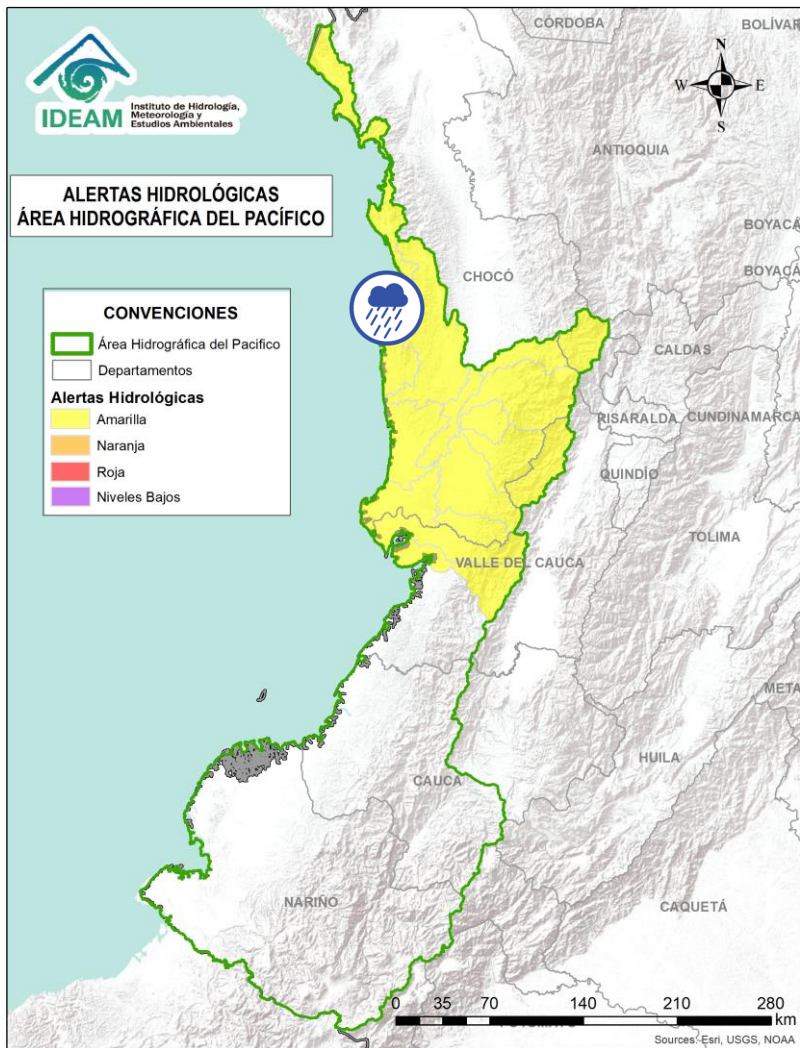 IDEAM
Instituto de Hidrología,
Meteorología y
Estudios Ambientales
CÓRDOBA
BOLÍVAR
N
W
E
S
ANTIOQUIA
ALERTAS HIDROLÓGICAS
ÁREA HIDROGRÁFICA DEL PACÍFICO
BOYACÁ
BOYACÁ
CHOCÓ
CONVENCIONES
Área Hidrográfica del Pacifico
Departamentos
Alertas Hidrológicas
Amarilla
Naranja
Roja
Niveles Bajos
CALDAS
RISARALDA
CUNDINAMARCA
QUINDÍO
TOLIMA
VALLE DEL CAUCA
META
HUILA
CAUCA
NARIÑO
CAQUETÁ
0 35 70 140 210 280
km
Sources: Esri, USGS, NOAA